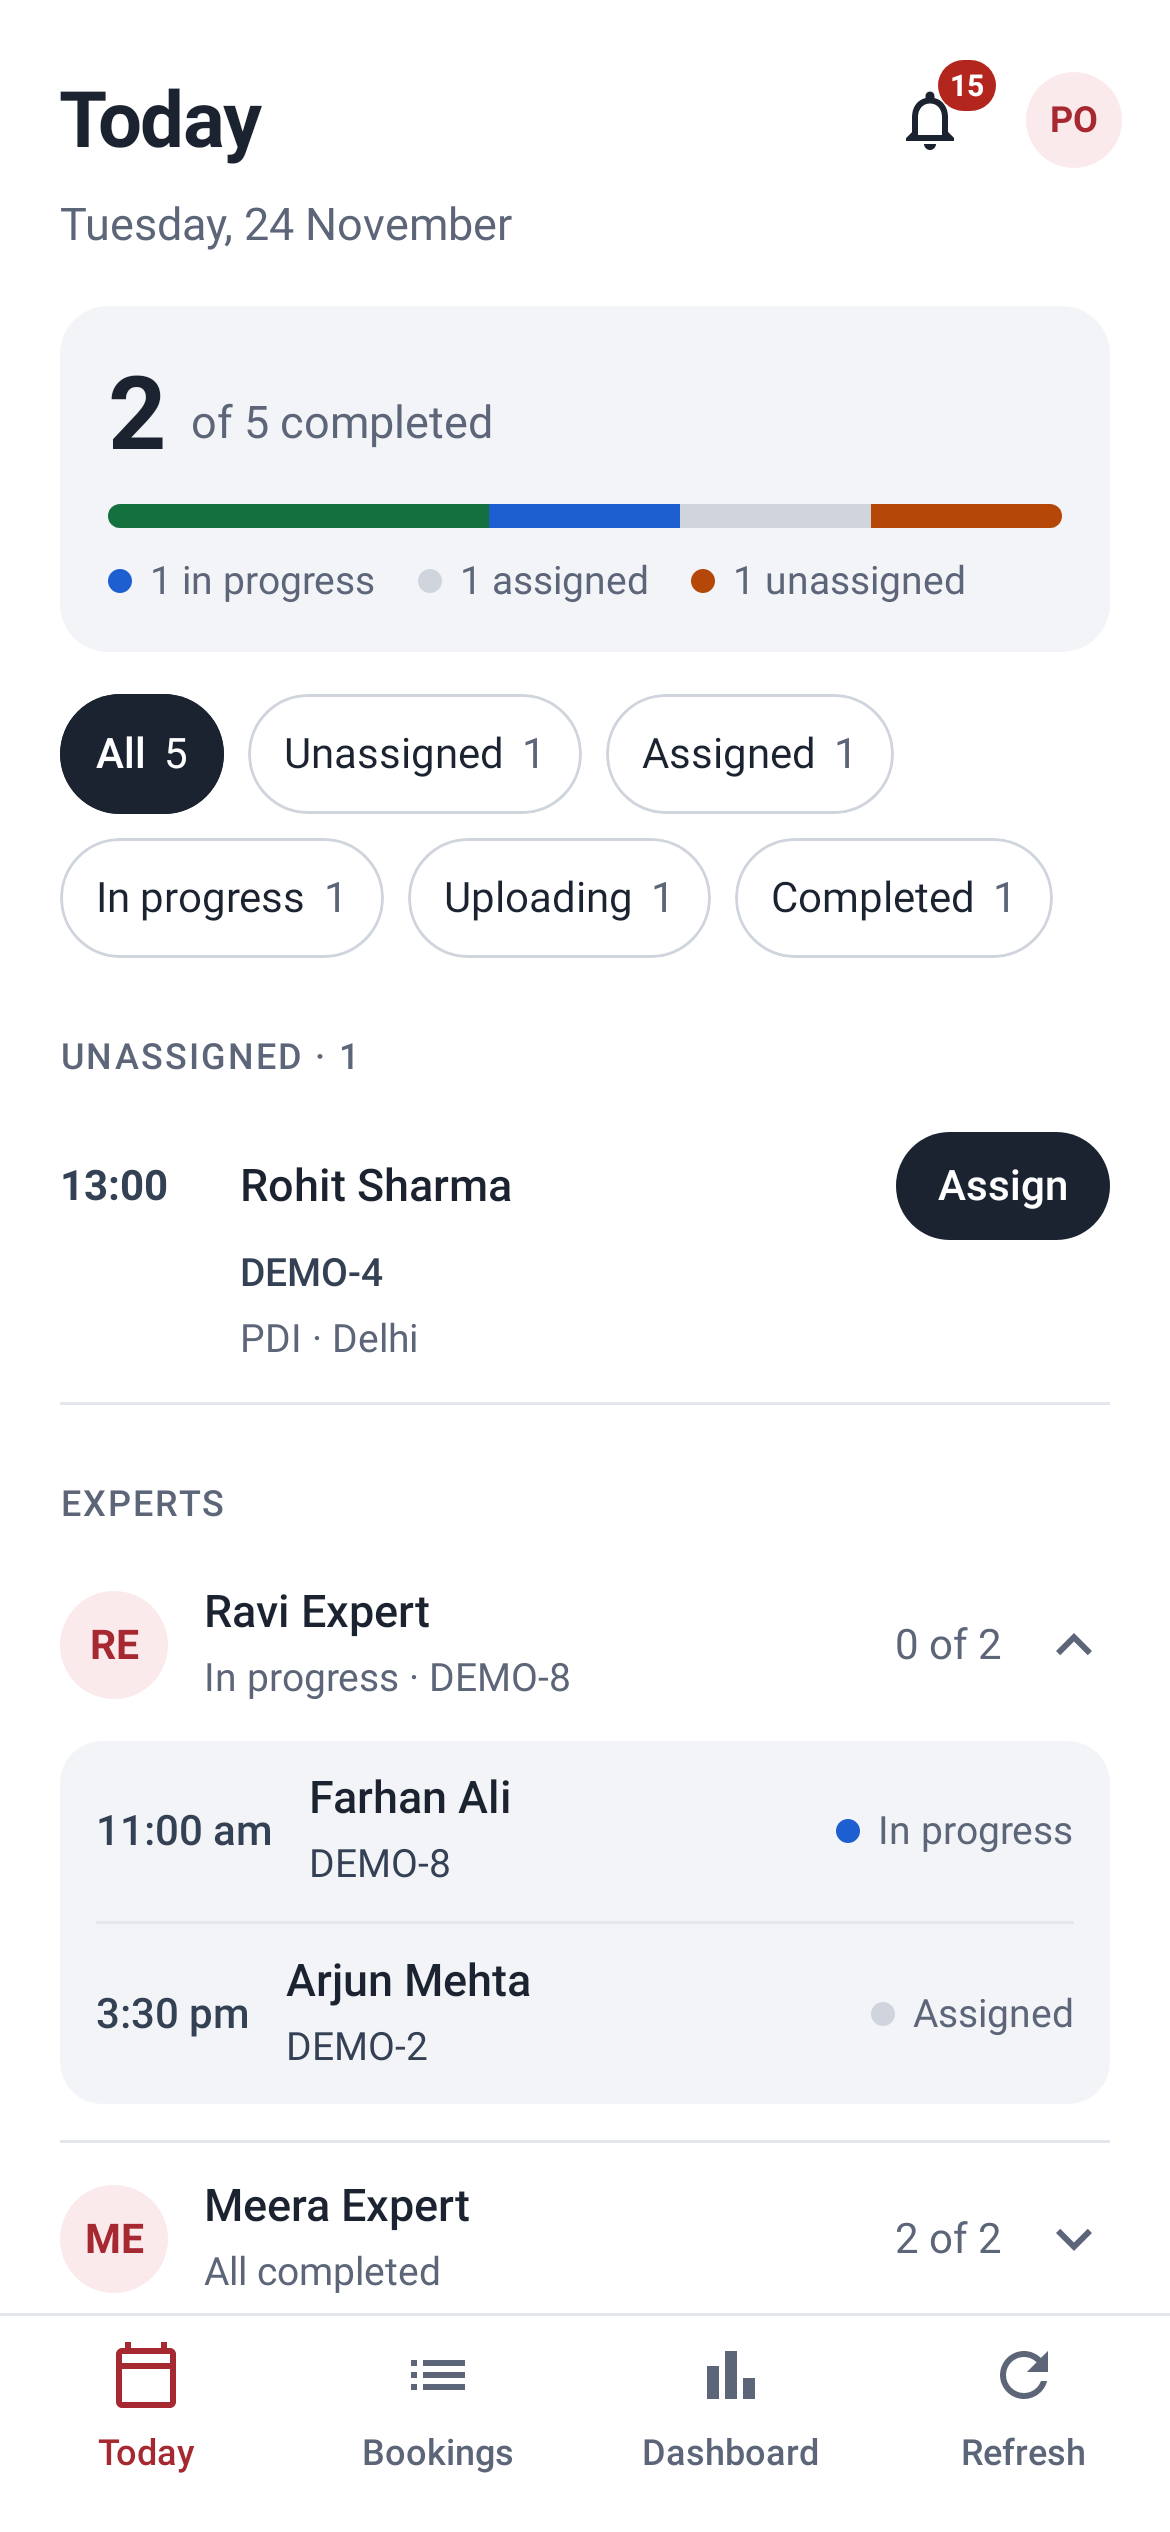 Today
15
PO
Tuesday, 24 November
2 of 5 completed
1 in progress
1 assigned
1 unassigned
All 5
Unassigned 1
Assigned 1
In progress 1
Uploading 1
Completed 1
UNASSIGNED · 1
13:00
Rohit Sharma
Assign
DEMO-4
PDI · Delhi
EXPERTS
RE
Ravi Expert
In progress · DEMO-8
0 of 2
11:00 am
Farhan Ali
DEMO-8
In progress
3:30 pm
Arjun Mehta
DEMO-2
Assigned
ME
Meera Expert
All completed
2 of 2
Today
Bookings
Dashboard
Refresh